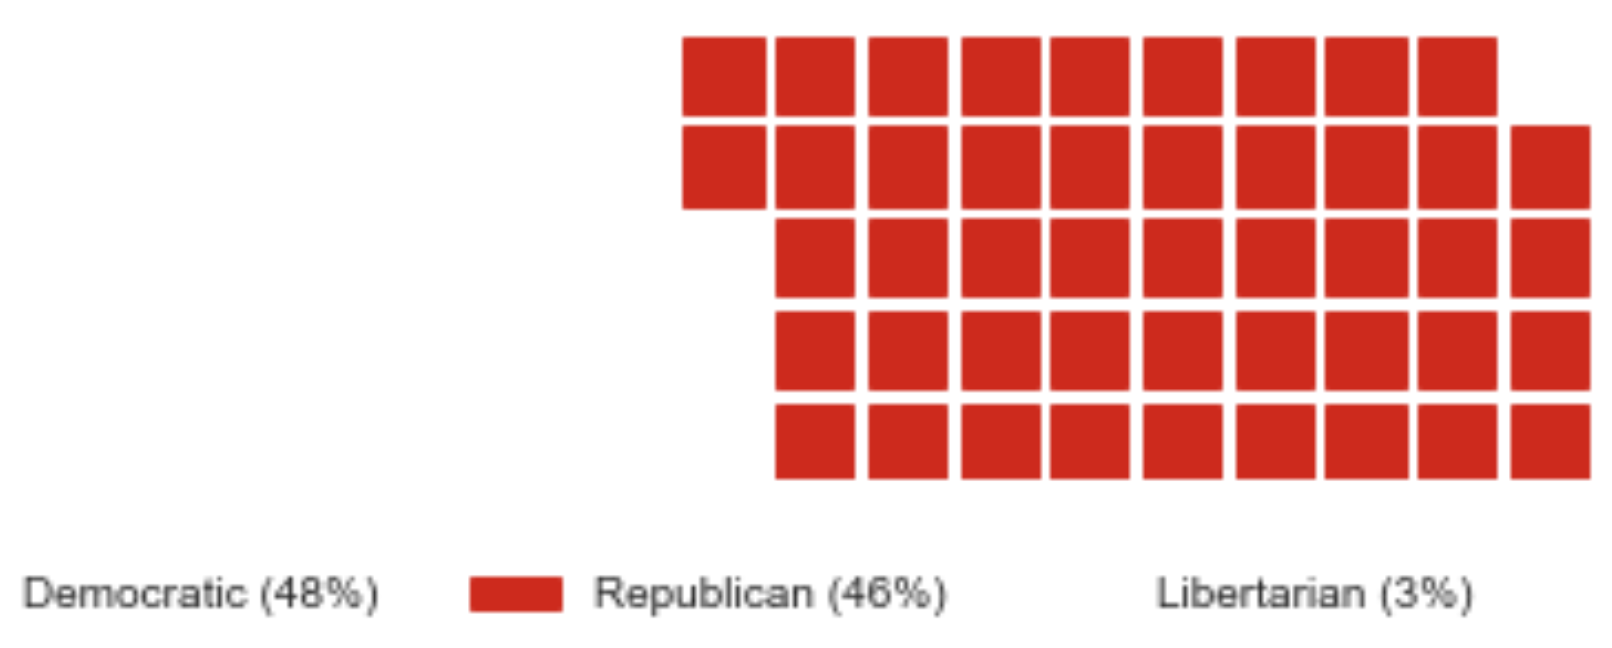 Democratic (48%) Republican (46%) Libertarian (3%)